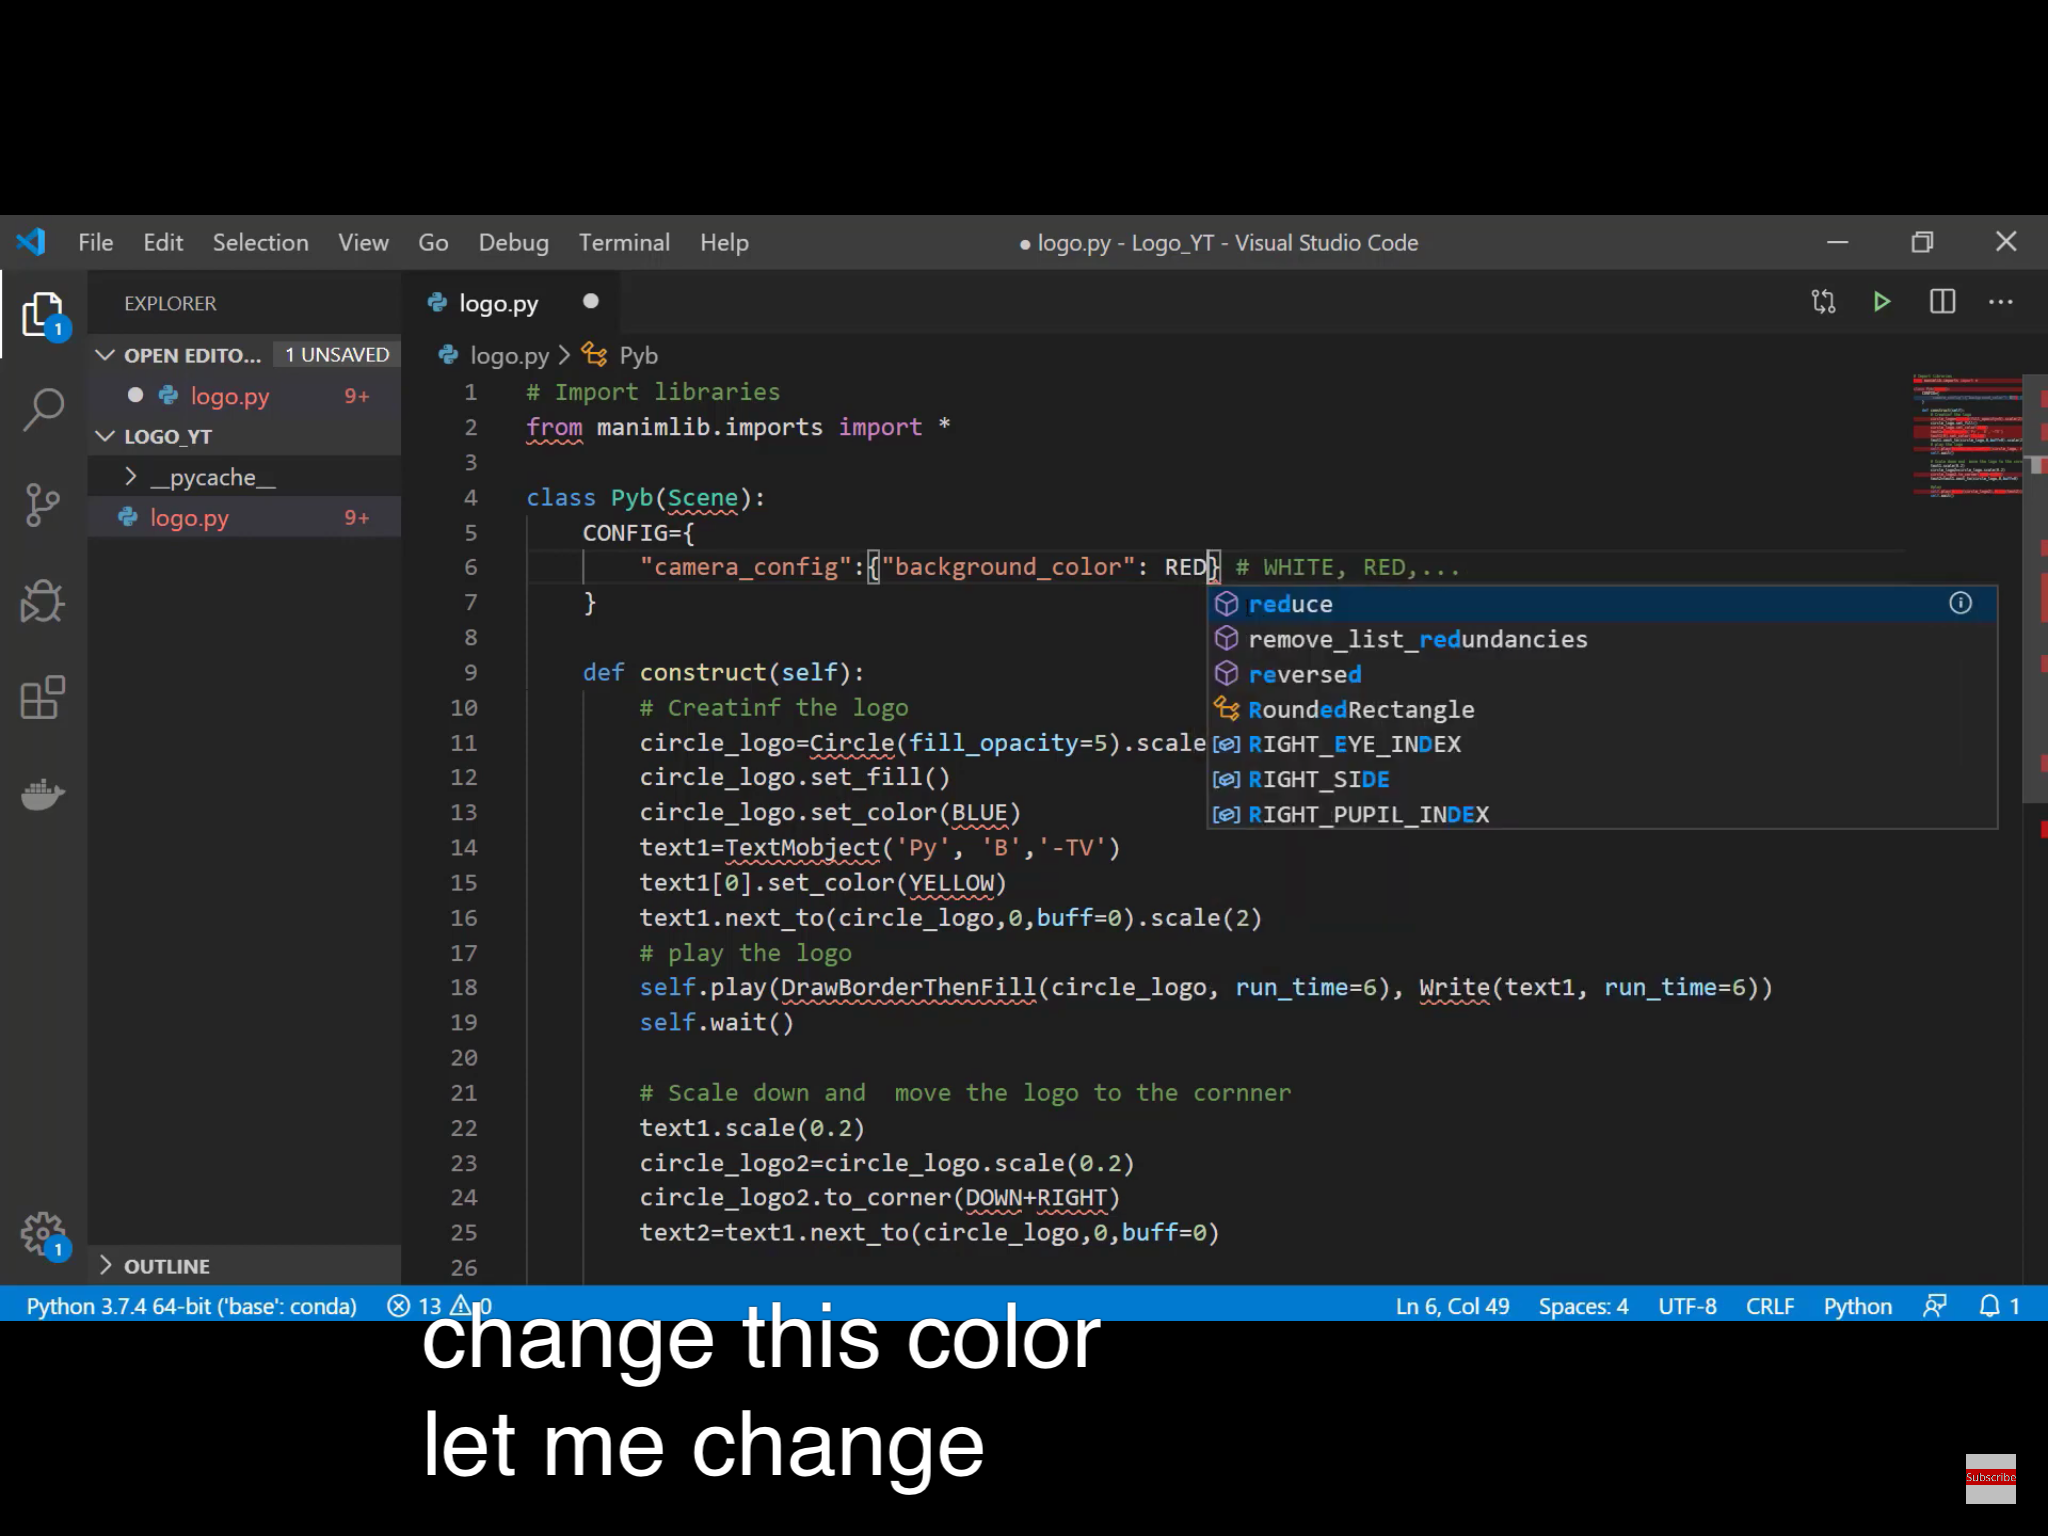 File Edit Selection View Go Debug Terminal Help
● logo.py - Logo_YT - Visual Studio Code
1
EXPLORER
OPEN EDITO... 1 UNSAVED
logo.py 9+
LOGO_YT
__pycache__
logo.py 9+
OUTLINE
1
logo.py
logo.py > Pyb
1 # Import libraries
2 from manimlib.imports import *
3
4 class Pyb(Scene):
5 CONFIG={
6 "camera_config":{"background_color": RED} # WHITE, RED,...
7 }
8
9 def construct(self):
10 # Creatinf the logo
11 circle_logo=Circle(fill_opacity=5).scale
12 circle_logo.set_fill()
13 circle_logo.set_color(BLUE)
14 text1=TextMobject('Py', 'B','-TV')
15 text1[0].set_color(YELLOW)
16 text1.next_to(circle_logo,0,buff=0).scale(2)
17 # play the logo
18 self.play(DrawBorderThenFill(circle_logo, run_time=6), Write(text1, run_time=6))
19 self.wait()
20
21 # Scale down and  move the logo to the cornner
22 text1.scale(0.2)
23 circle_logo2=circle_logo.scale(0.2)
24 circle_logo2.to_corner(DOWN+RIGHT)
25 text2=text1.next_to(circle_logo,0,buff=0)
26
reduce
remove_list_redundancies
reversed
RoundedRectangle
RIGHT_EYE_INDEX
RIGHT_SIDE
RIGHT_PUPIL_INDEX
Python 3.7.4 64-bit ('base': conda) 13 0 Ln 6, Col 49 Spaces: 4 UTF-8 CRLF Python 1
change this color
let me change
Subscribe